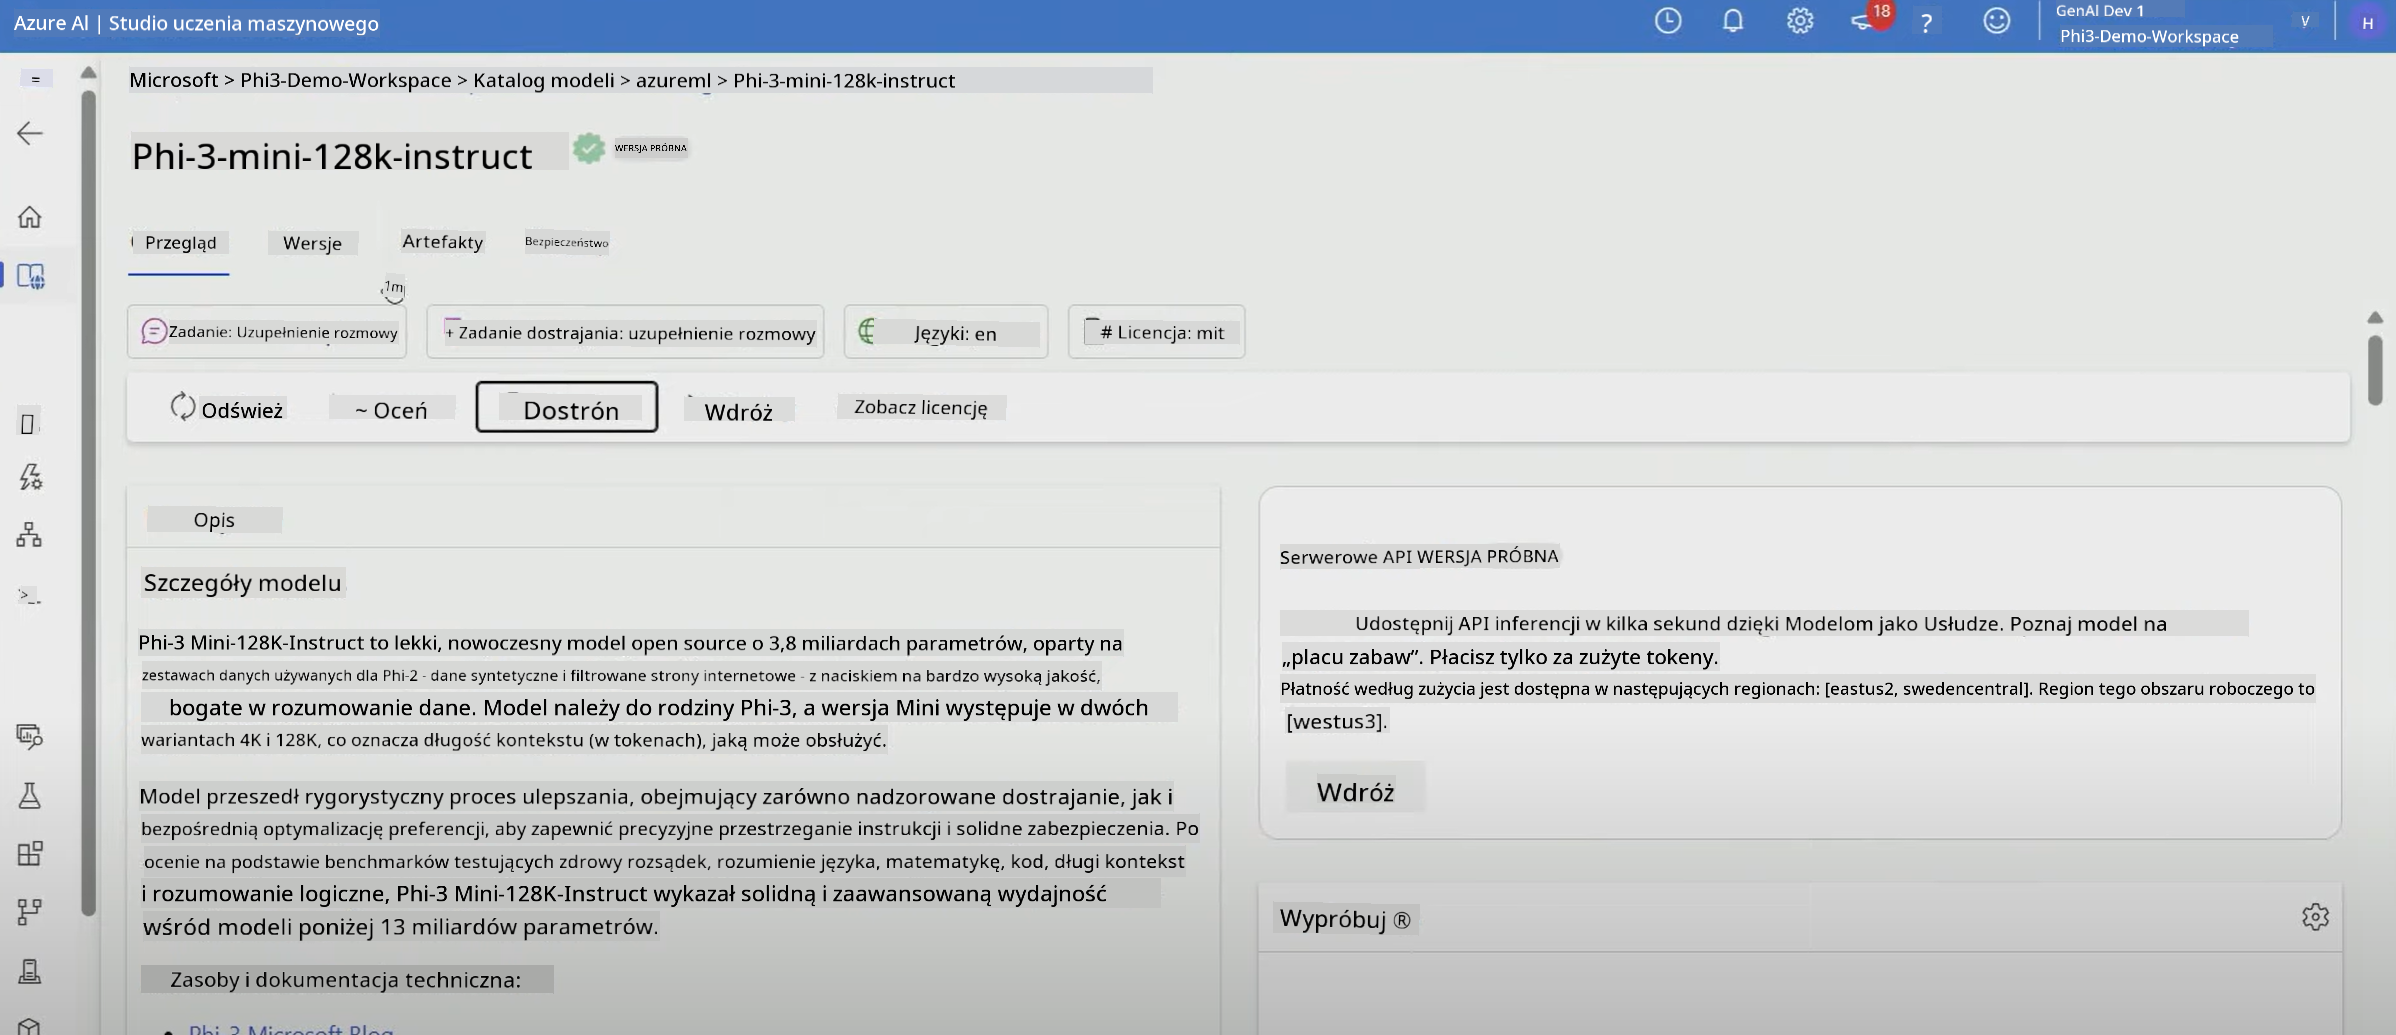 Azure AI | Studio uczenia maszynowego
18
?
GenAI Dev 1
Phi3-Demo-Workspace
V
H
Microsoft > Phi3-Demo-Workspace > Katalog modeli > azureml > Phi-3-mini-128k-instruct
Phi-3-mini-128k-instruct
WERSJA PRÓBNA
Przegląd
Wersje
Artefakty
Bezpieczeństwo
1m
Zadanie: Uzupełnienie rozmowy
+ Zadanie dostrajania: uzupełnienie rozmowy
Języki: en
# Licencja: mit
Odśwież
~ Oceń
Dostrón
Wdróż
Zobacz licencję
Opis
Szczegóły modelu
Phi-3 Mini-128K-Instruct to lekki, nowoczesny model open source o 3,8 miliardach parametrów, oparty na
zestawach danych używanych dla Phi-2 - dane syntetyczne i filtrowane strony internetowe - z naciskiem na bardzo wysoką jakość,
bogate w rozumowanie dane. Model należy do rodziny Phi-3, a wersja Mini występuje w dwóch
wariantach 4K i 128K, co oznacza długość kontekstu (w tokenach), jaką może obsłużyć.
Model przeszedł rygorystyczny proces ulepszania, obejmujący zarówno nadzorowane dostrajanie, jak i
bezpośrednią optymalizację preferencji, aby zapewnić precyzyjne przestrzeganie instrukcji i solidne zabezpieczenia. Po
ocenie na podstawie benchmarków testujących zdrowy rozsądek, rozumienie języka, matematykę, kod, długi kontekst
i rozumowanie logiczne, Phi-3 Mini-128K-Instruct wykazał solidną i zaawansowaną wydajność
wśród modeli poniżej 13 miliardów parametrów.
Zasoby i dokumentacja techniczna:
Phi-3 Microsoft Blog
Serwerowe API WERSJA PRÓBNA
Udostępnij API inferencji w kilka sekund dzięki Modelom jako Usłudze. Poznaj model na
„placu zabaw”. Płacisz tylko za zużyte tokeny.
Płatność według zużycia jest dostępna w następujących regionach: [eastus2, swedencentral]. Region tego obszaru roboczego to
[westus3].
Wdróż
Wypróbuj ®